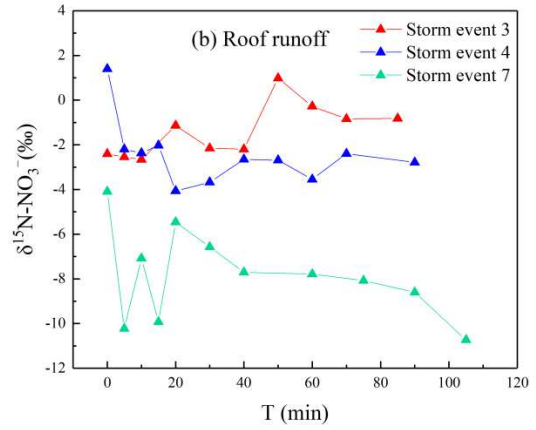 (b) Roof runoff
Storm event 3
Storm event 4
Storm event 7
δ¹⁵N-NO₃⁻(‰)
4
2
0
-2
-4
-6
-8
-10
-12
0
20
40
60
80
100
120
T (min)